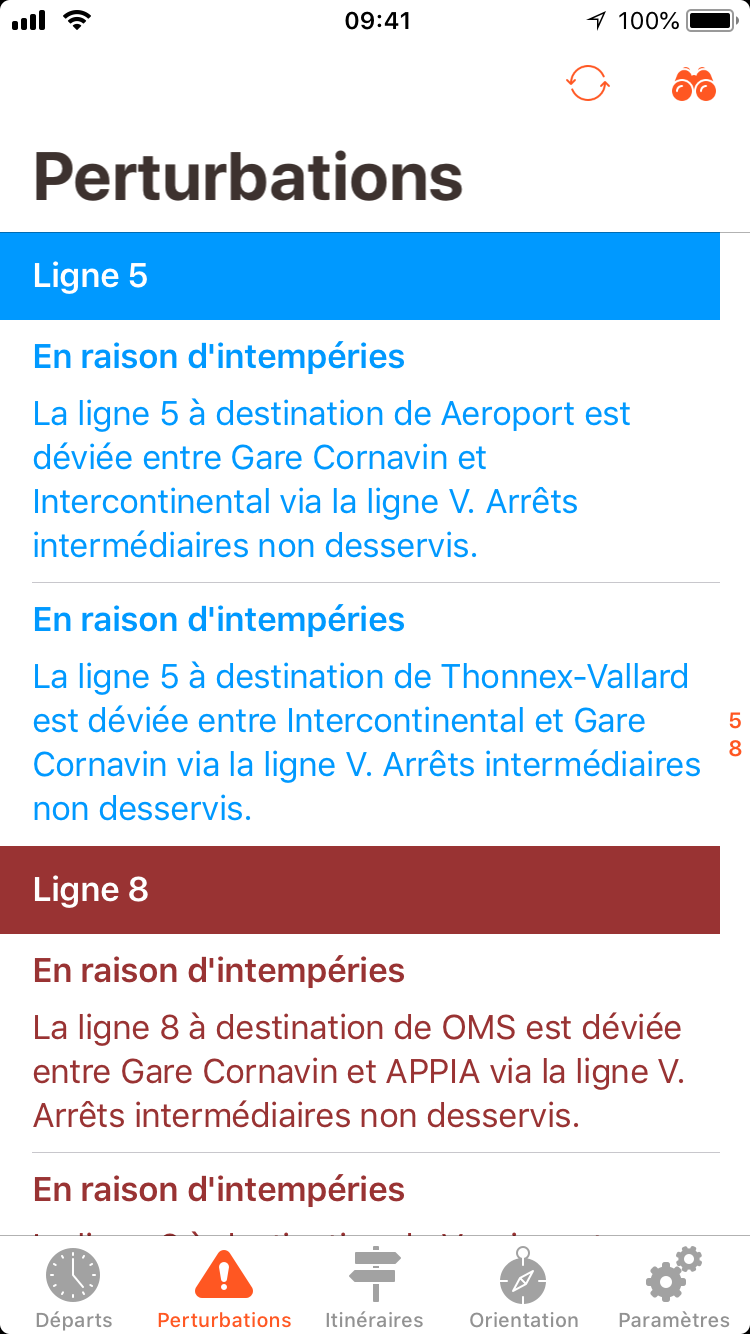 09:41
100%
Perturbations
Ligne 5
En raison d'intempéries
La ligne 5 à destination de Aeroport est
déviée entre Gare Cornavin et
Intercontinental via la ligne V. Arrêts
intermédiaires non desservis.
En raison d'intempéries
La ligne 5 à destination de Thonnex-Vallard
est déviée entre Intercontinental et Gare
Cornavin via la ligne V. Arrêts intermédiaires
non desservis.
5
8
Ligne 8
En raison d'intempéries
La ligne 8 à destination de OMS est déviée
entre Gare Cornavin et APPIA via la ligne V.
Arrêts intermédiaires non desservis.
En raison d'intempéries
Départs
Perturbations
Itinéraires
Orientation
Paramètres